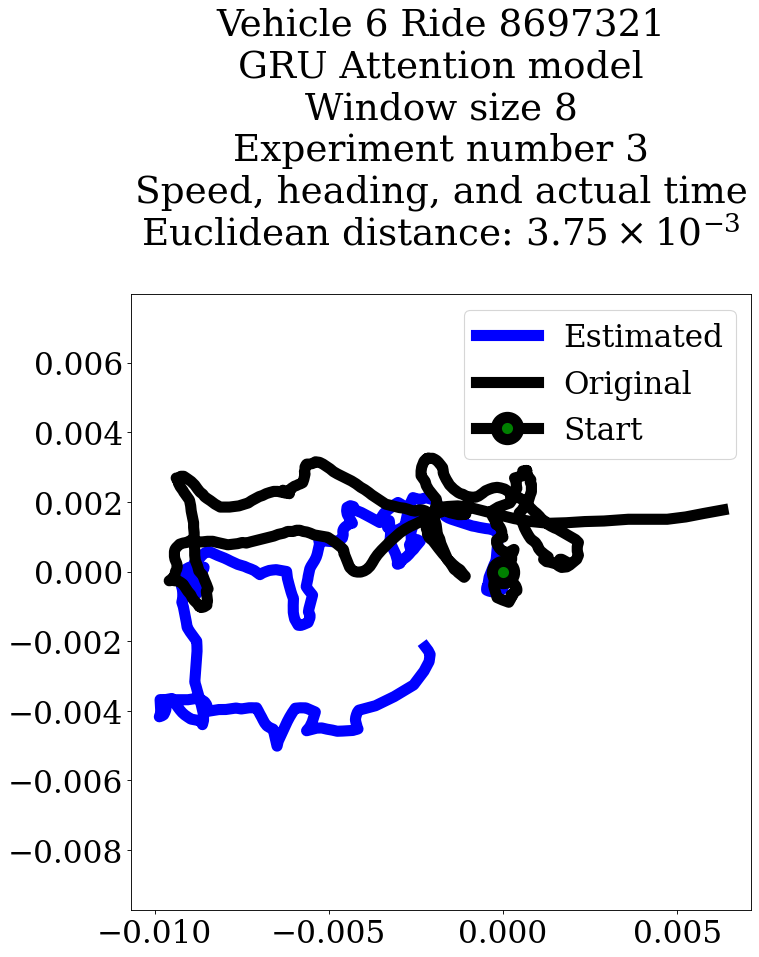 Vehicle 6 Ride 8697321
GRU Attention model
Window size 8
Experiment number 3
Speed, heading, and actual time
Euclidean distance: 3.75 × 10⁻³
Estimated
Original
Start
0.006
0.004
0.002
0.000
−0.002
−0.004
−0.006
−0.008
−0.010
−0.005
0.000
0.005